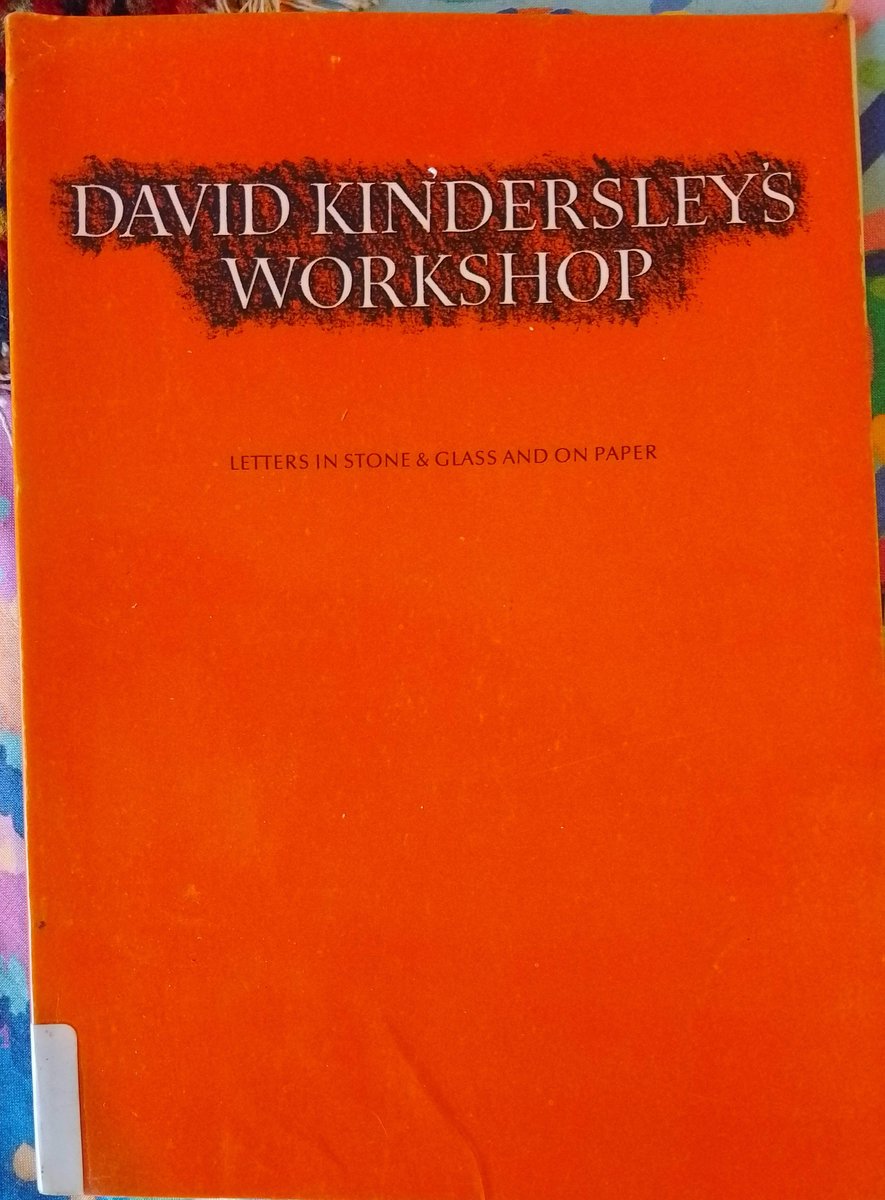 DAVID KINDERSLEY'S
WORKSHOP
LETTERS IN STONE & GLASS AND ON PAPER